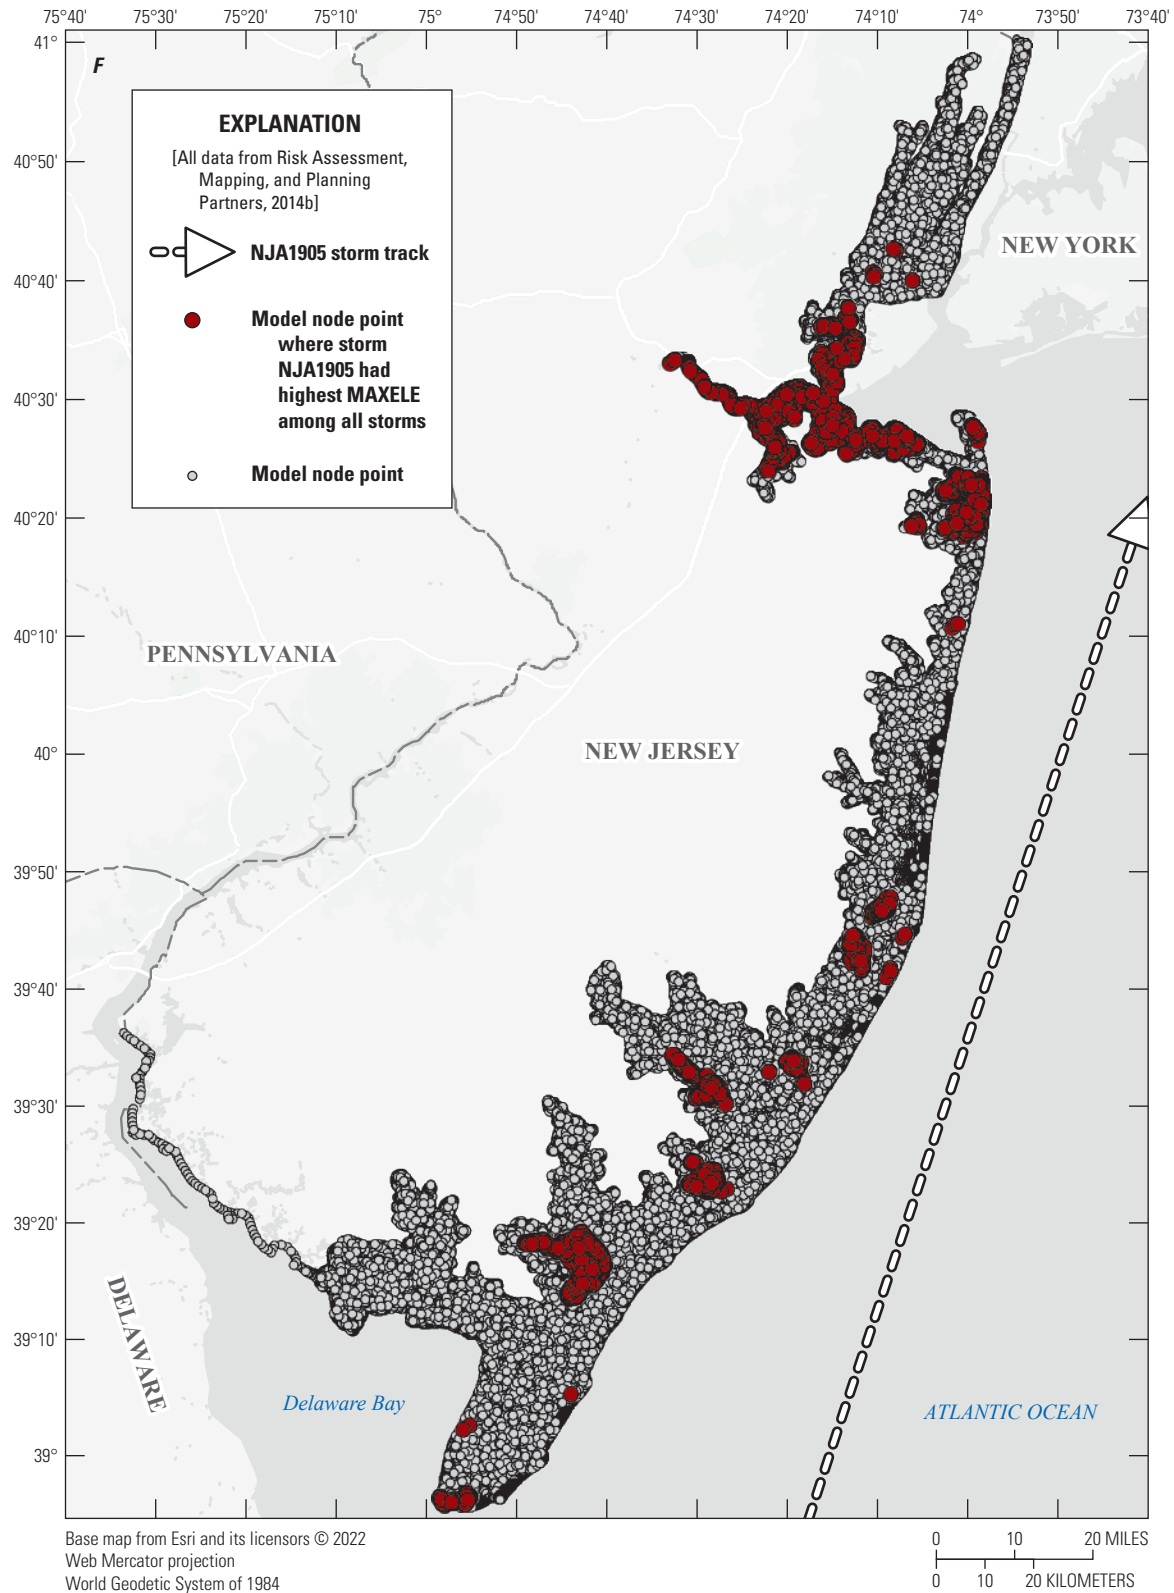 75°40' 75°30' 75°20' 75°10' 75° 74°50' 74°40' 74°30' 74°20' 74°10' 74° 73°50' 73°40'
41°
F
EXPLANATION
[All data from Risk Assessment,
Mapping, and Planning
Partners, 2014b]
NJA1905 storm track
Model node point
where storm
NJA1905 had
highest MAXELE
among all storms
Model node point
40°50'
NEW YORK
40°40'
40°30'
40°20'
40°10'
PENNSYLVANIA
NEW JERSEY
40°
39°50'
39°40'
39°30'
39°20'
39°10'
DELAWARE
Delaware Bay
ATLANTIC OCEAN
39°
Base map from Esri and its licensors © 2022
Web Mercator projection
World Geodetic System of 1984
0 10 20 MILES
0 10 20 KILOMETERS